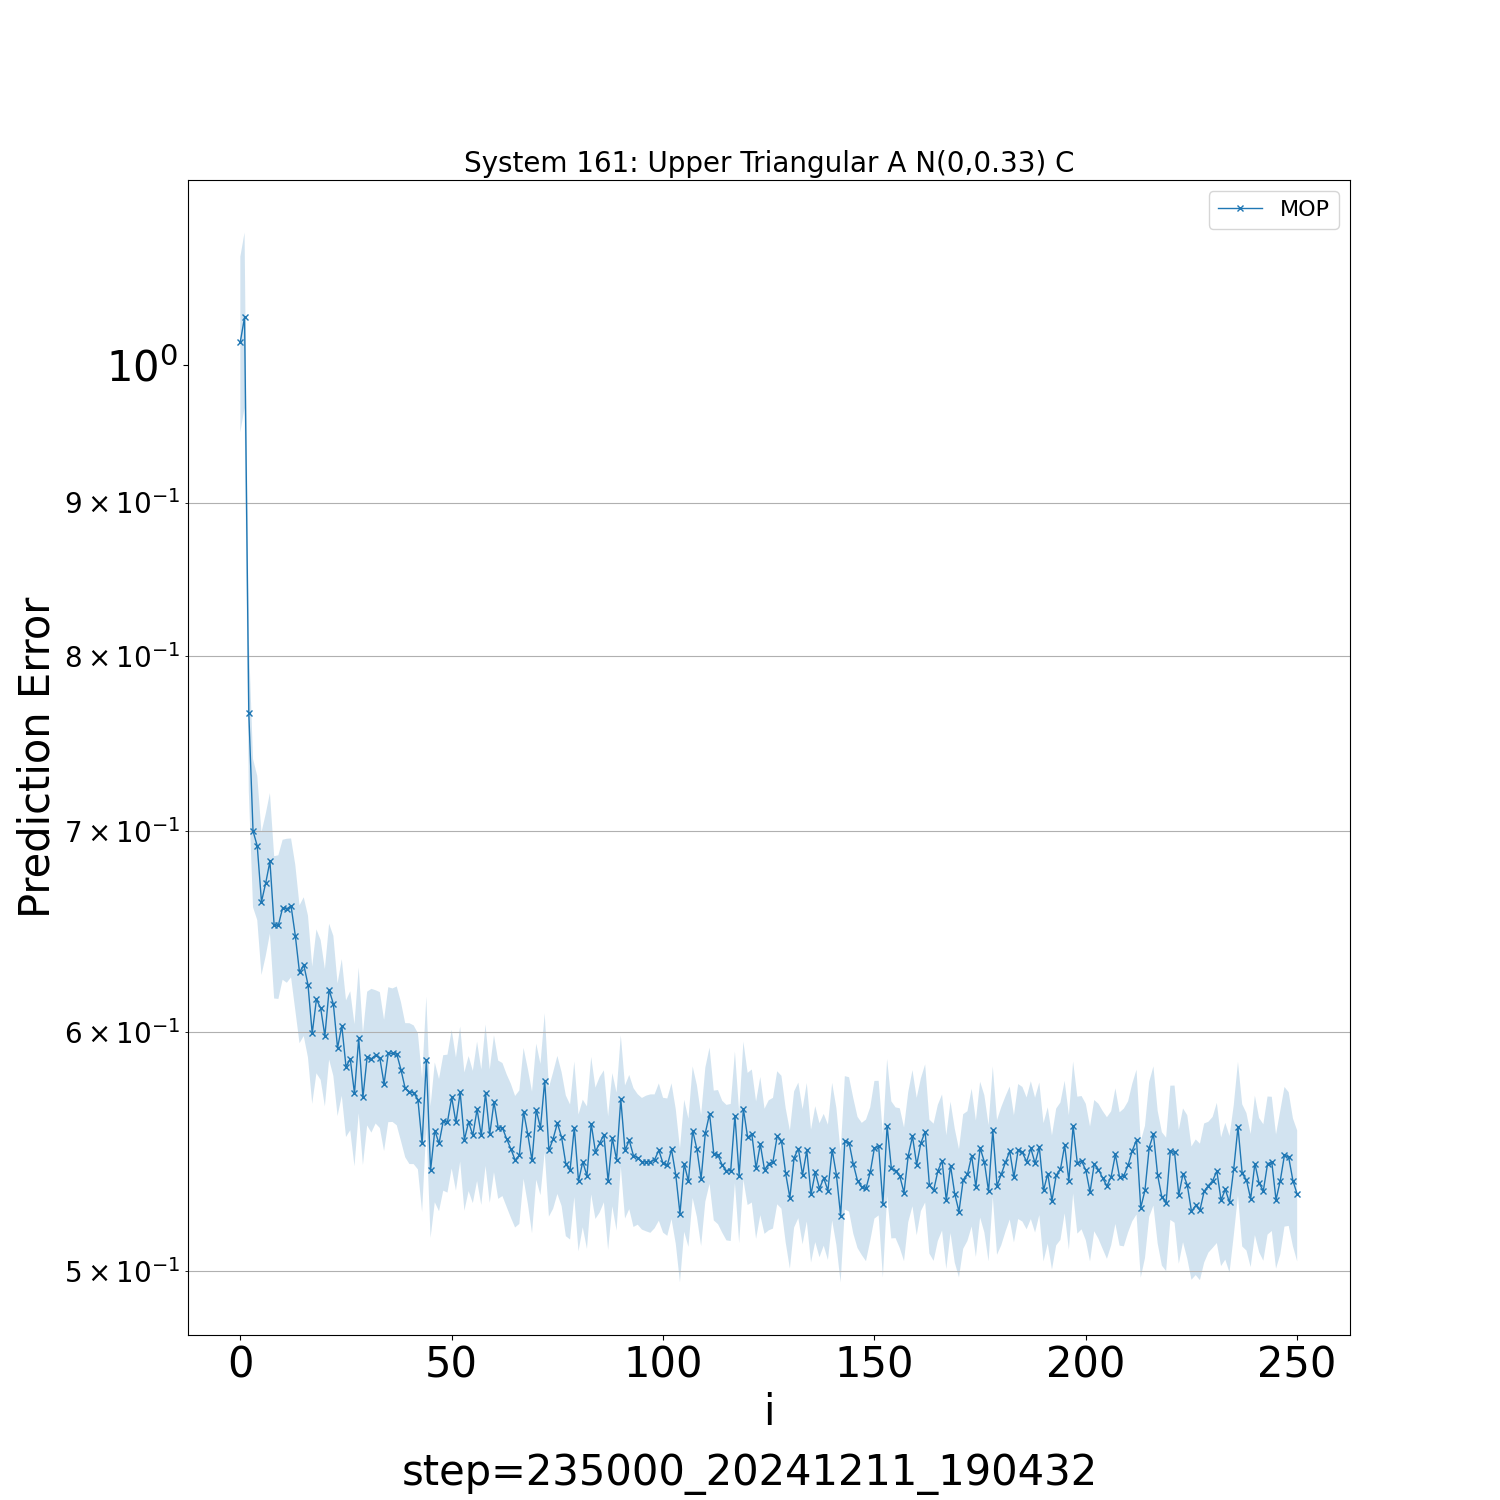 System 161: Upper Triangular A N(0,0.33) C
MOP
10⁰
9 × 10⁻¹
8 × 10⁻¹
7 × 10⁻¹
6 × 10⁻¹
5 × 10⁻¹
Prediction Error
0 50 100 150 200 250
i
step=235000_20241211_190432